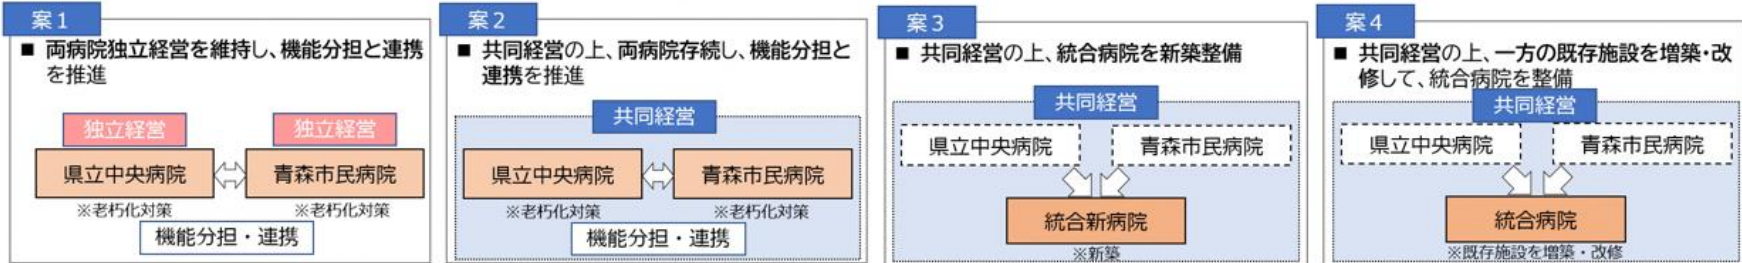 案1
■ 両病院独立経営を維持し、機能分担と連携
を推進
独立経営
独立経営
県立中央病院
青森市民病院
※老朽化対策
※老朽化対策
機能分担・連携
案2
■ 共同経営の上、両病院存続し、機能分担と
連携を推進
共同経営
県立中央病院
青森市民病院
※老朽化対策
※老朽化対策
機能分担・連携
案3
■ 共同経営の上、統合病院を新築整備
共同経営
県立中央病院
青森市民病院
統合新病院
※新築
案4
■ 共同経営の上、一方の既存施設を増築・改
修して、統合病院を整備
共同経営
県立中央病院
青森市民病院
統合病院
※既存施設を増築・改修